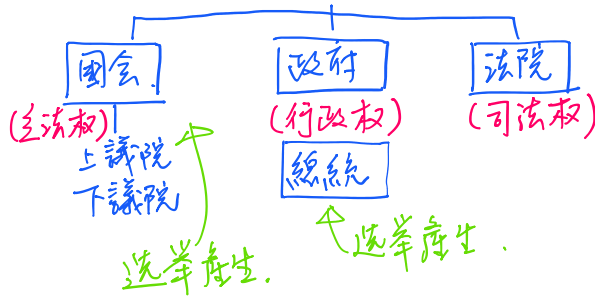 国会.
政府
法院
(立法权)
(行政权)
(司法权)
上議院
下議院
總統
选举產生.
选举產生.